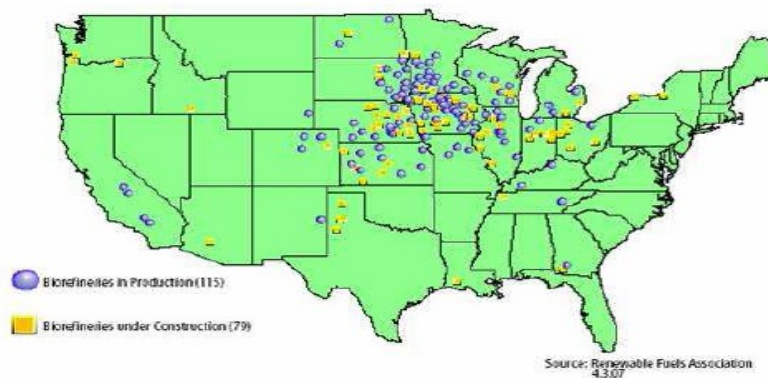 Biorefineries in Production (115)
Biorefineries under Construction (79)
Source: Renewable Fuels Association
4.3.07